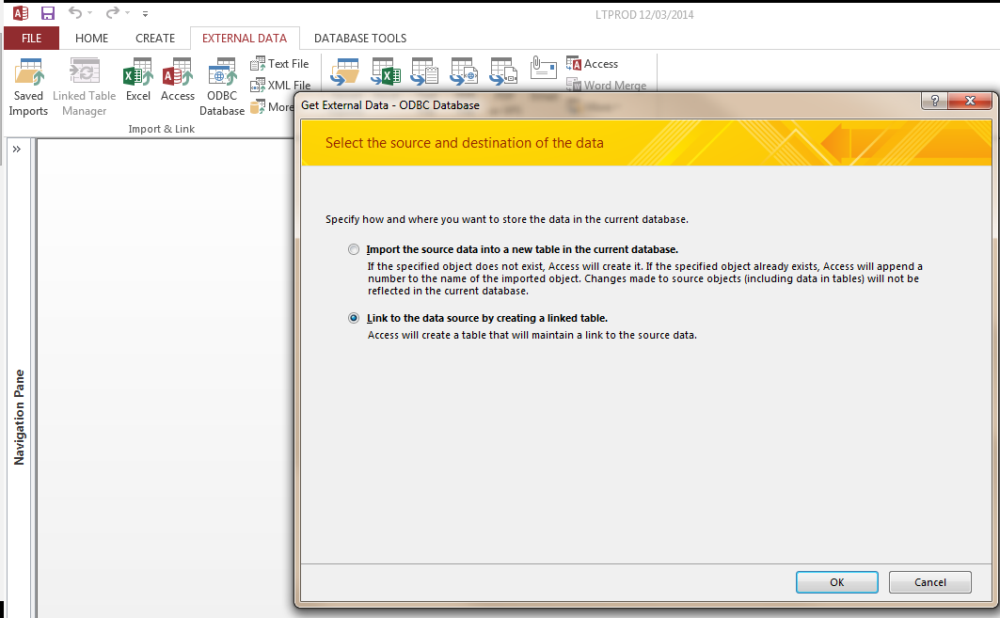 LTPROD 12/03/2014
FILE HOME CREATE EXTERNAL DATA DATABASE TOOLS
Saved Imports
Linked Table Manager
Excel
Access
ODBC Database
Text File
XML File
More
Access
Word Merge
Import & Link
Navigation Pane
Get External Data - ODBC Database
Select the source and destination of the data
Specify how and where you want to store the data in the current database.
Import the source data into a new table in the current database.
If the specified object does not exist, Access will create it. If the specified object already exists, Access will append a
number to the name of the imported object. Changes made to source objects (including data in tables) will not be
reflected in the current database.
Link to the data source by creating a linked table.
Access will create a table that will maintain a link to the source data.
OK Cancel